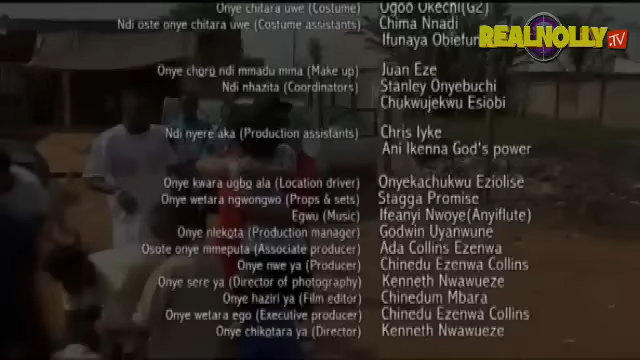 Onye chitara uwe (Costume) Ogoo Okechi(G2)
Ndi oste onye chitara uwe (Costume assistants) Chima Nnadi
Ifunaya Obiefun
REALNOLLY.TV
Onye choro ndi mmadu mma (Make up) Juan Eze
Ndi nhazita (Coordinators) Stanley Onyebuchi
Chukwujekwu Esiobi
Ndi nyere aka (Production assistants) Chris Iyke
Ani Ikenna God's power
Onye kwara ugbo ala (Location driver) Onyekachukwu Eziolise
Onye wetara ngwongwo (Props & sets) Stagga Promise
Egwu (Music) Ifeanyi Nwoye(Anyiflute)
Onye nlekota (Production manager) Godwin Uyanwune
Osote onye mmeputa (Associate producer) Ada Collins Ezenwa
Onye nwe ya (Producer) Chinedu Ezenwa Collins
Onye sere ya (Director of photography) Kenneth Nwawueze
Onye haziri ya (Film editor) Chinedum Mbara
Onye wetara ego (Executive producer) Chinedu Ezenwa Collins
Onye chikotara ya (Director) Kenneth Nwawueze